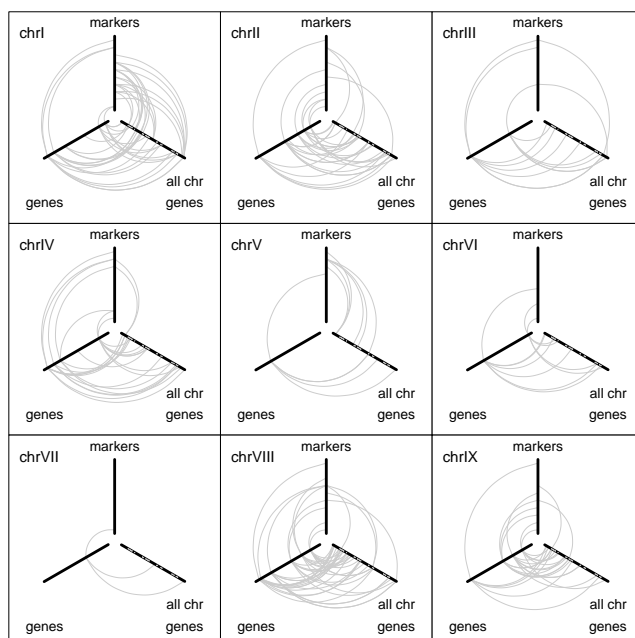 chrI
markers
genes
all chr
genes
chrII
markers
genes
all chr
genes
chrIII
markers
genes
all chr
genes
chrIV
markers
genes
all chr
genes
chrV
markers
genes
all chr
genes
chrVI
markers
genes
all chr
genes
chrVII
markers
genes
all chr
genes
chrVIII
markers
genes
all chr
genes
chrIX
markers
genes
all chr
genes